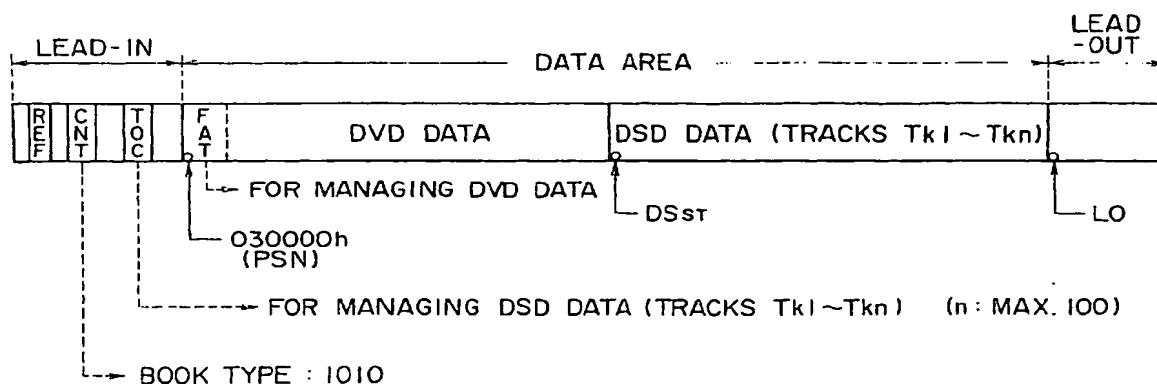 LEAD-IN
DATA AREA
LEAD
-OUT
REF
CNT
TOC
FAT
DVD DATA
DSD DATA (TRACKS Tk1~Tkn)
FOR MANAGING DVD DATA
DSST
LO
030000h
(PSN)
FOR MANAGING DSD DATA (TRACKS Tk1~Tkn) (n: MAX. 100)
BOOK TYPE : 1010